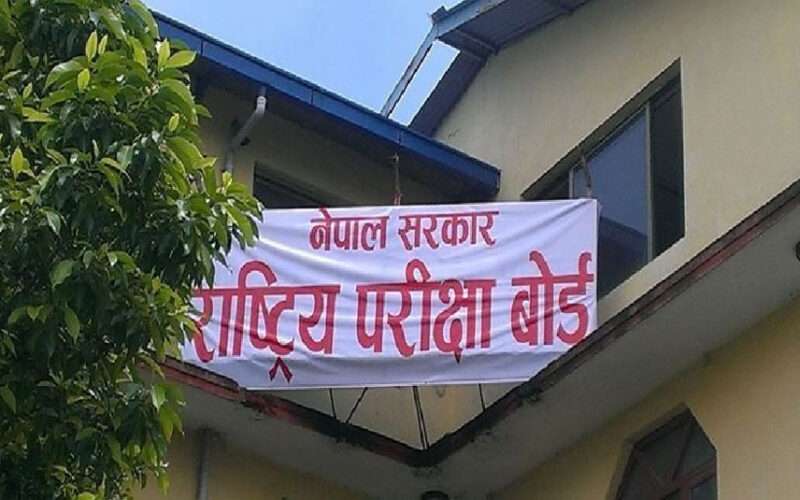 नेपाल सरकार
राष्ट्रिय परीक्षा बोर्ड